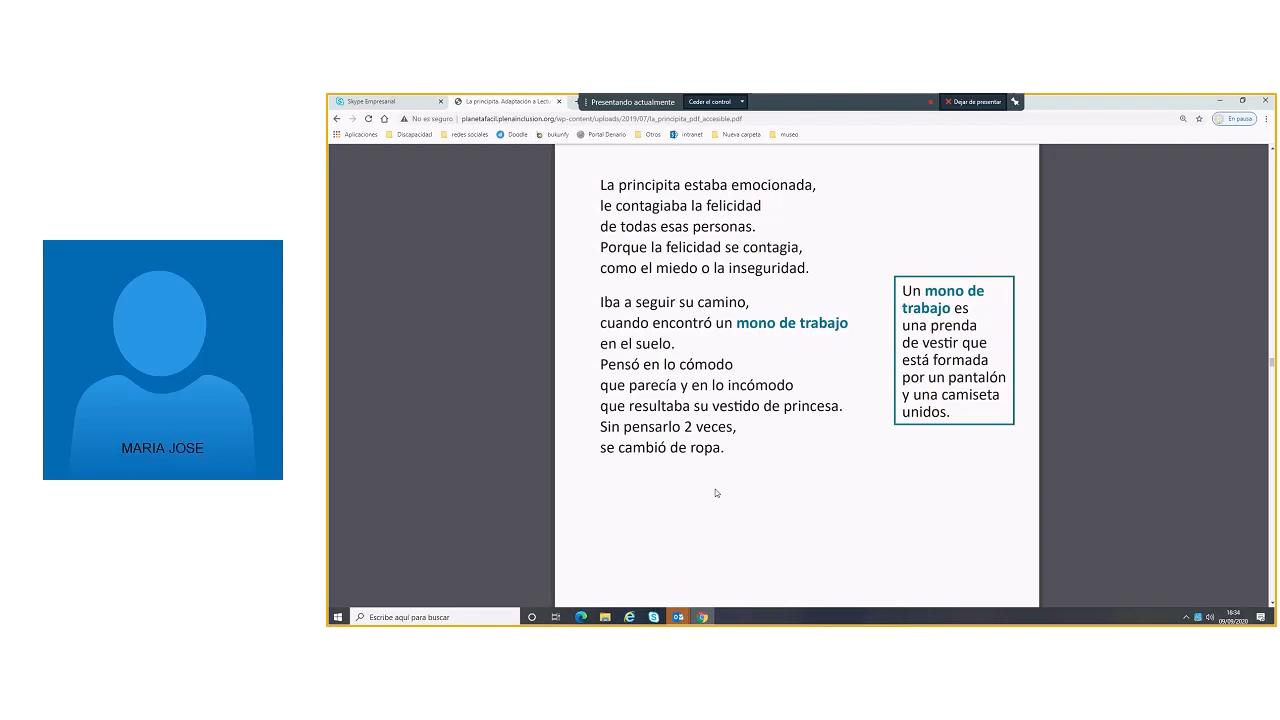 Skype Empresarial
La principita. Adaptación a Lectu
Presentando actualmente
Ceder el control
Dejar de presentar
No es seguro
planetafacil.plenainclusion.org/wp-content/uploads/2019/07/la_principita_pdf_accesible.pdf
En pausa
Aplicaciones
Discapacidad
redes sociales
Doodle
bukunfy
Portal Denario
Otros
intranet
Nueva carpeta
museo
La principita estaba emocionada,
le contagiaba la felicidad
de todas esas personas.
Porque la felicidad se contagia,
como el miedo o la inseguridad.
Iba a seguir su camino,
cuando encontró un mono de trabajo
en el suelo.
Pensó en lo cómodo
que parecía y en lo incómodo
que resultaba su vestido de princesa.
Sin pensarlo 2 veces,
se cambió de ropa.
Un mono de
trabajo es
una prenda
de vestir que
está formada
por un pantalón
y una camiseta
unidos.
MARIA JOSE
Escribe aquí para buscar
18:34
09/09/2020